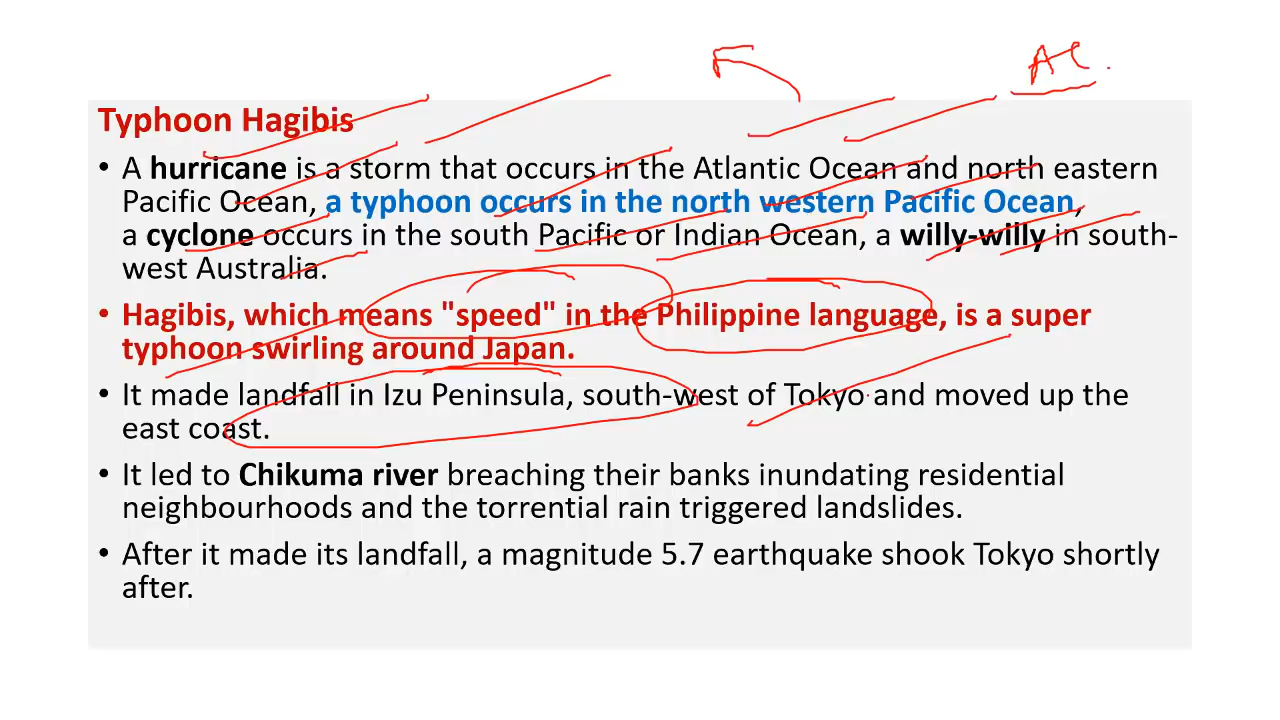 AC
Typhoon Hagibis
• A hurricane is a storm that occurs in the Atlantic Ocean and north eastern
Pacific Ocean, a typhoon occurs in the north western Pacific Ocean,
a cyclone occurs in the south Pacific or Indian Ocean, a willy-willy in south-
west Australia.
• Hagibis, which means "speed" in the Philippine language, is a super
typhoon swirling around Japan.
• It made landfall in Izu Peninsula, south-west of Tokyo and moved up the
east coast.
• It led to Chikuma river breaching their banks inundating residential
neighbourhoods and the torrential rain triggered landslides.
• After it made its landfall, a magnitude 5.7 earthquake shook Tokyo shortly
after.